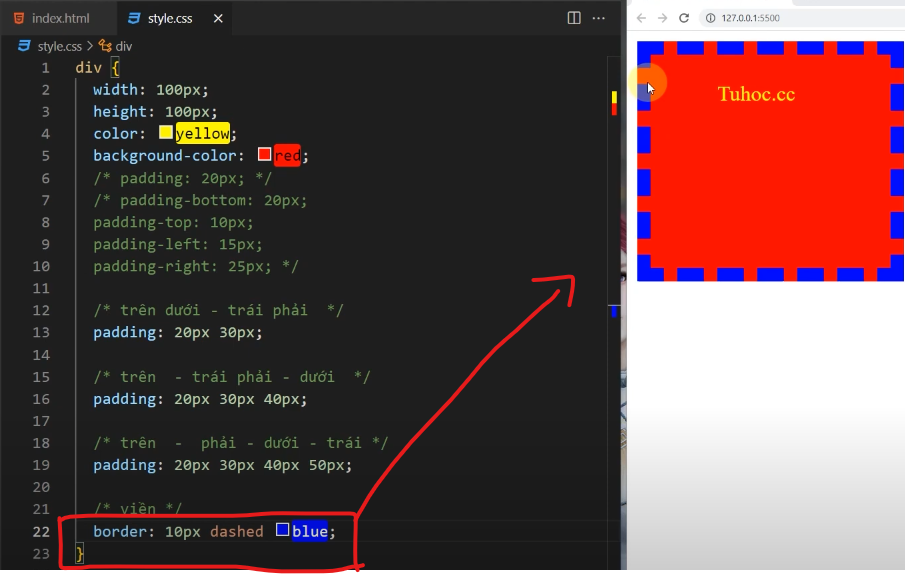 index.html
style.css
127.0.0.1:5500
style.css > div
1 div {
2 width: 100px;
3 height: 100px;
4 color: yellow;
5 background-color: red;
6 /* padding: 20px; */
7 /* padding-bottom: 20px;
8 padding-top: 10px;
9 padding-left: 15px;
10 padding-right: 25px; */
11
12 /* trên dưới - trái phải */
13 padding: 20px 30px;
14
15 /* trên - trái phải - dưới */
16 padding: 20px 30px 40px;
17
18 /* trên - phải - dưới - trái */
19 padding: 20px 30px 40px 50px;
20
21 /* viền */
22 border: 10px dashed blue;
23 }
Tuhoc.cc